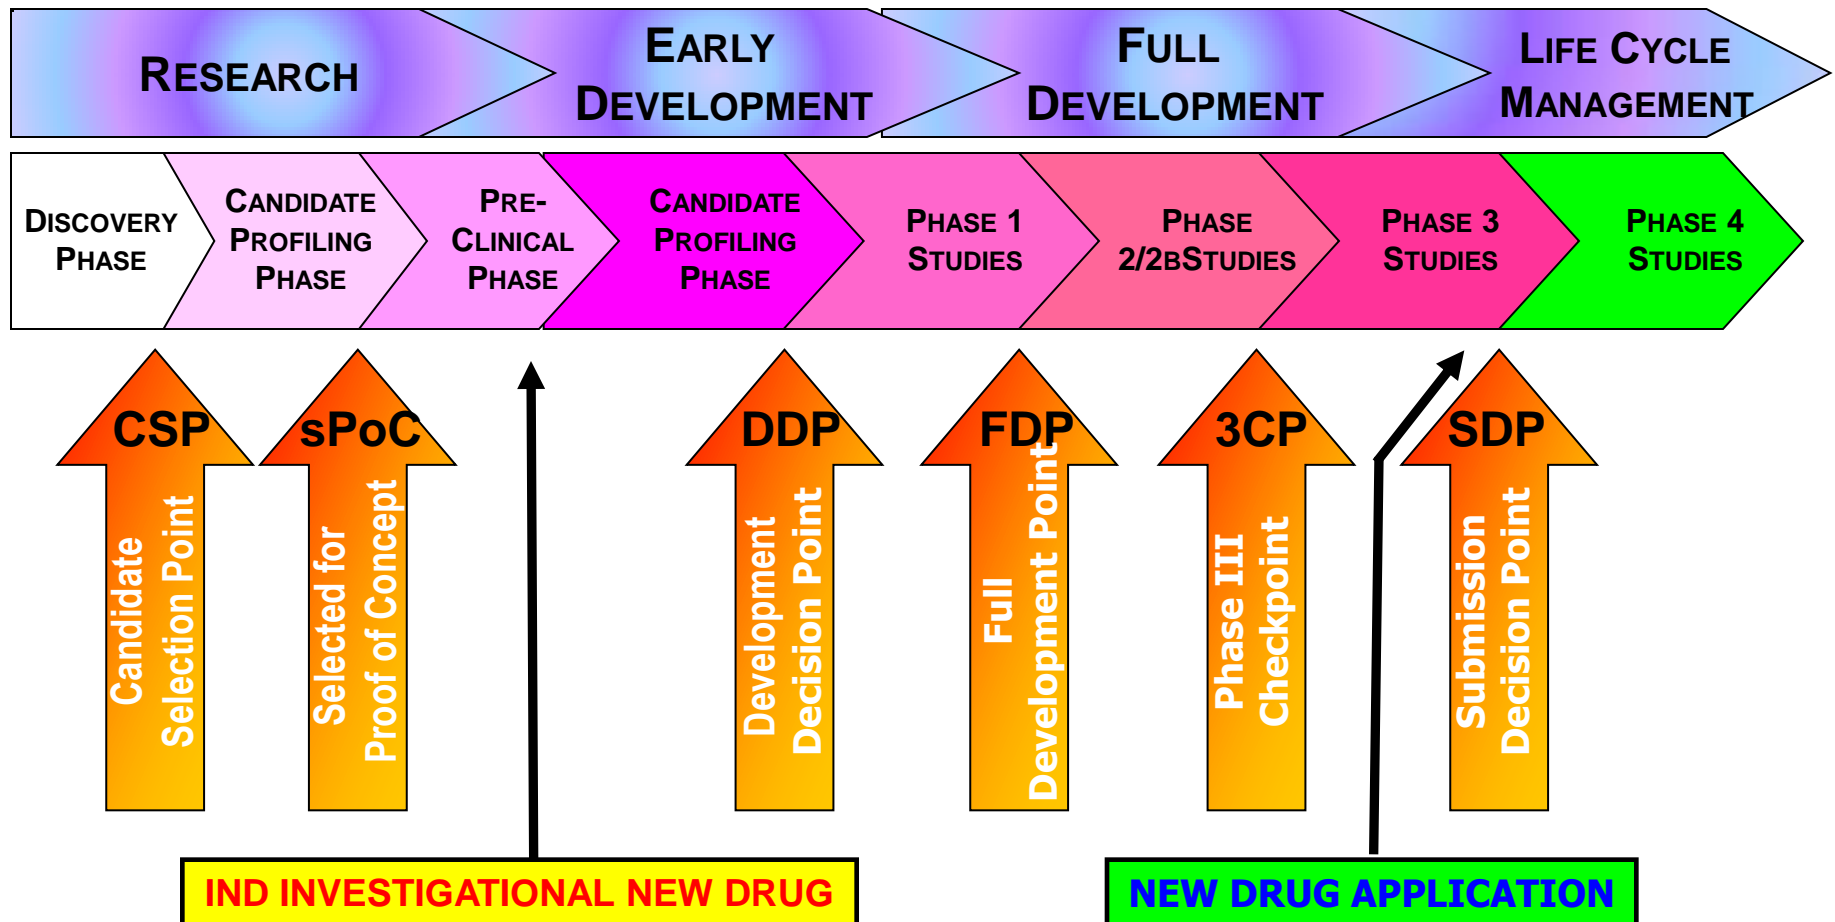 RESEARCH
EARLY
DEVELOPMENT
FULL
DEVELOPMENT
LIFE CYCLE
MANAGEMENT
DISCOVERY
PHASE
CANDIDATE
PROFILING
PHASE
PRE-
CLINICAL
PHASE
CANDIDATE
PROFILING
PHASE
PHASE 1
STUDIES
PHASE
2/2BSTUDIES
PHASE 3
STUDIES
PHASE 4
STUDIES
CSP
Candidate
Selection Point
sPoC
Selected for
Proof of Concept
DDP
Development
Decision Point
FDP
Full
Development Point
3CP
Phase III
Checkpoint
SDP
Submission
Decision Point
IND INVESTIGATIONAL NEW DRUG
NEW DRUG APPLICATION